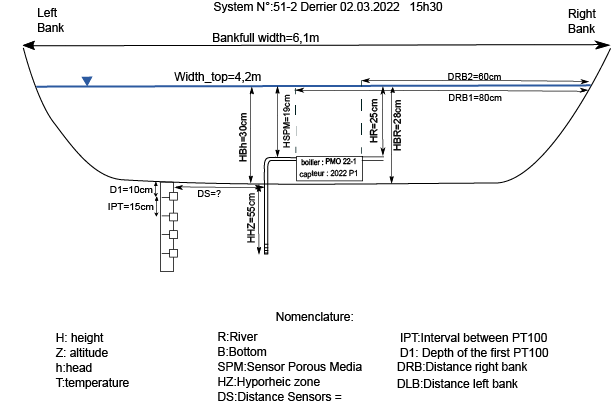 System N°:51-2 Derrier 02.03.2022 15h30
Left
Bank
Right
Bank
Bankfull width=6,1m
Width_top=4,2m
DRB2=60cm
DRB1=80cm
HBh=30cm
HSPM=19cm
HR=25cm
HBR=28cm
boitier : PMO 22-1
capteur : 2022 P1
D1=10cm
IPT=15cm
DS=?
HHZ=55cm
Nomenclature:
H: height
Z: altitude
h:head
T:temperature
R:River
B:Bottom
SPM:Sensor Porous Media
HZ:Hyporheic zone
DS:Distance Sensors =
IPT:Interval between PT100
D1: Depth of the first PT100
DRB:Distance right bank
DLB:Distance left bank